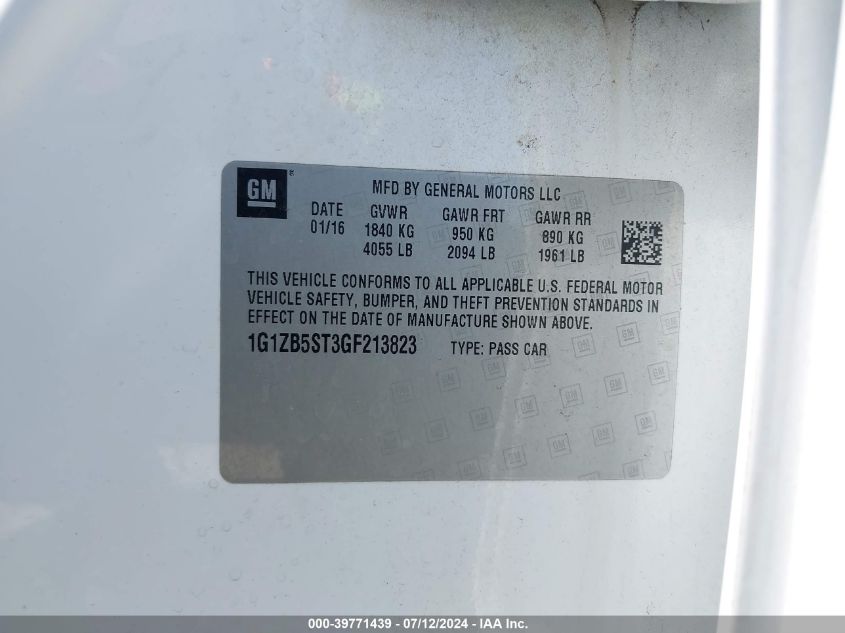 GM ®
MFD BY GENERAL MOTORS LLC
DATE GVWR GAWR FRT GAWR RR
01/16 1840 KG 950 KG 890 KG
4055 LB 2094 LB 1961 LB
THIS VEHICLE CONFORMS TO ALL APPLICABLE U.S. FEDERAL MOTOR
VEHICLE SAFETY, BUMPER, AND THEFT PREVENTION STANDARDS IN
EFFECT ON THE DATE OF MANUFACTURE SHOWN ABOVE.
1G1ZB5ST3GF213823 TYPE: PASS CAR
000-39771439 - 07/12/2024 - IAA Inc.